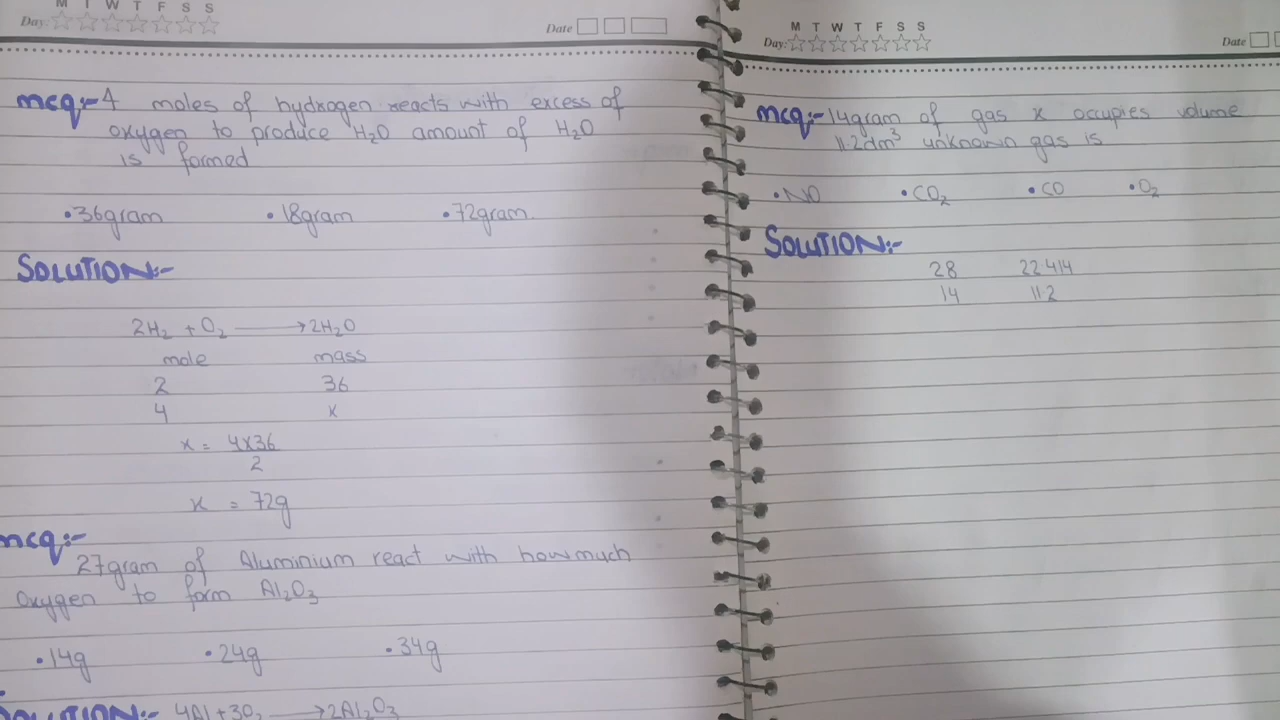 M T W T F S S
Day:
Date
mcq:- 4 moles of hydrogen reacts with excess of
oxygen to produce H₂O amount of H₂O
is formed
•36gram •18gram •72gram
SOLUTION:-
2H₂ + O₂ → 2H₂O
mole mass
2 36
4 x
x = 4x36
2
x = 72g
mcq:-
27gram of Aluminium react with howmuch
oxygen to form Al₂O₃
•14g •24g •34g
SOLUTION:- 4Al+3O₂ → 2Al₂O₃
M T W T F S S
Day:
Date
mcq:- 14gram of gas x occupies volume
11.2dm³ unknown gas is
•NO •CO₂ •CO •O₂
SOLUTION:-
28 22.414
14 11.2